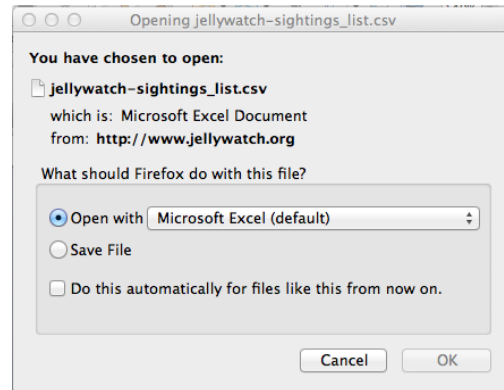 Opening jellywatch-sightings_list.csv
You have chosen to open:
jellywatch-sightings_list.csv
which is: Microsoft Excel Document
from: http://www.jellywatch.org
What should Firefox do with this file?
Open with Microsoft Excel (default)
Save File
Do this automatically for files like this from now on.
Cancel OK